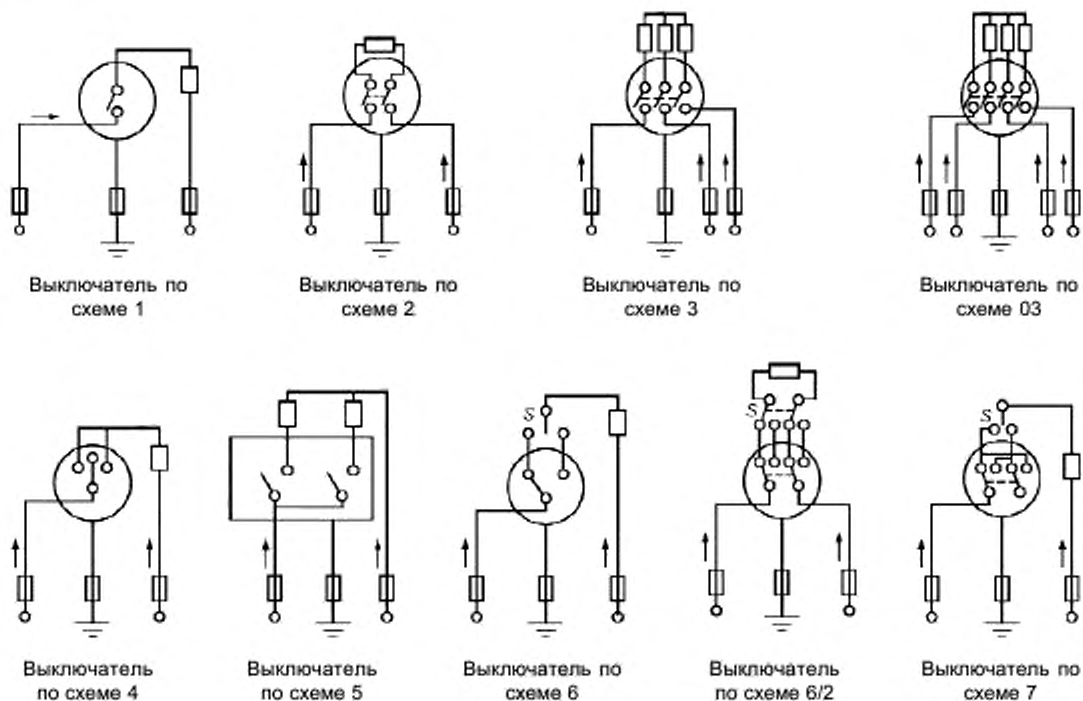 Выключатель по
схеме 1
Выключатель по
схеме 2
Выключатель по
схеме 3
Выключатель по
схеме 03
S
S
S
Выключатель
по схеме 4
Выключатель
по схеме 5
Выключатель по
схеме 6
Выключатель
по схеме 6/2
Выключатель по
схеме 7